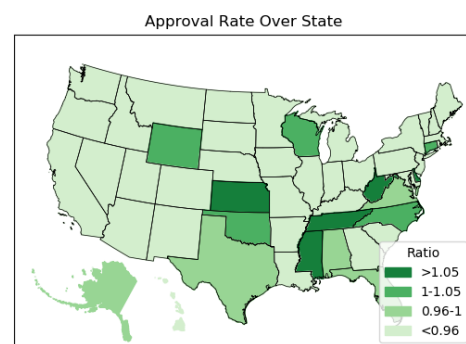 Approval Rate Over State
Ratio
>1.05
1-1.05
0.96-1
<0.96